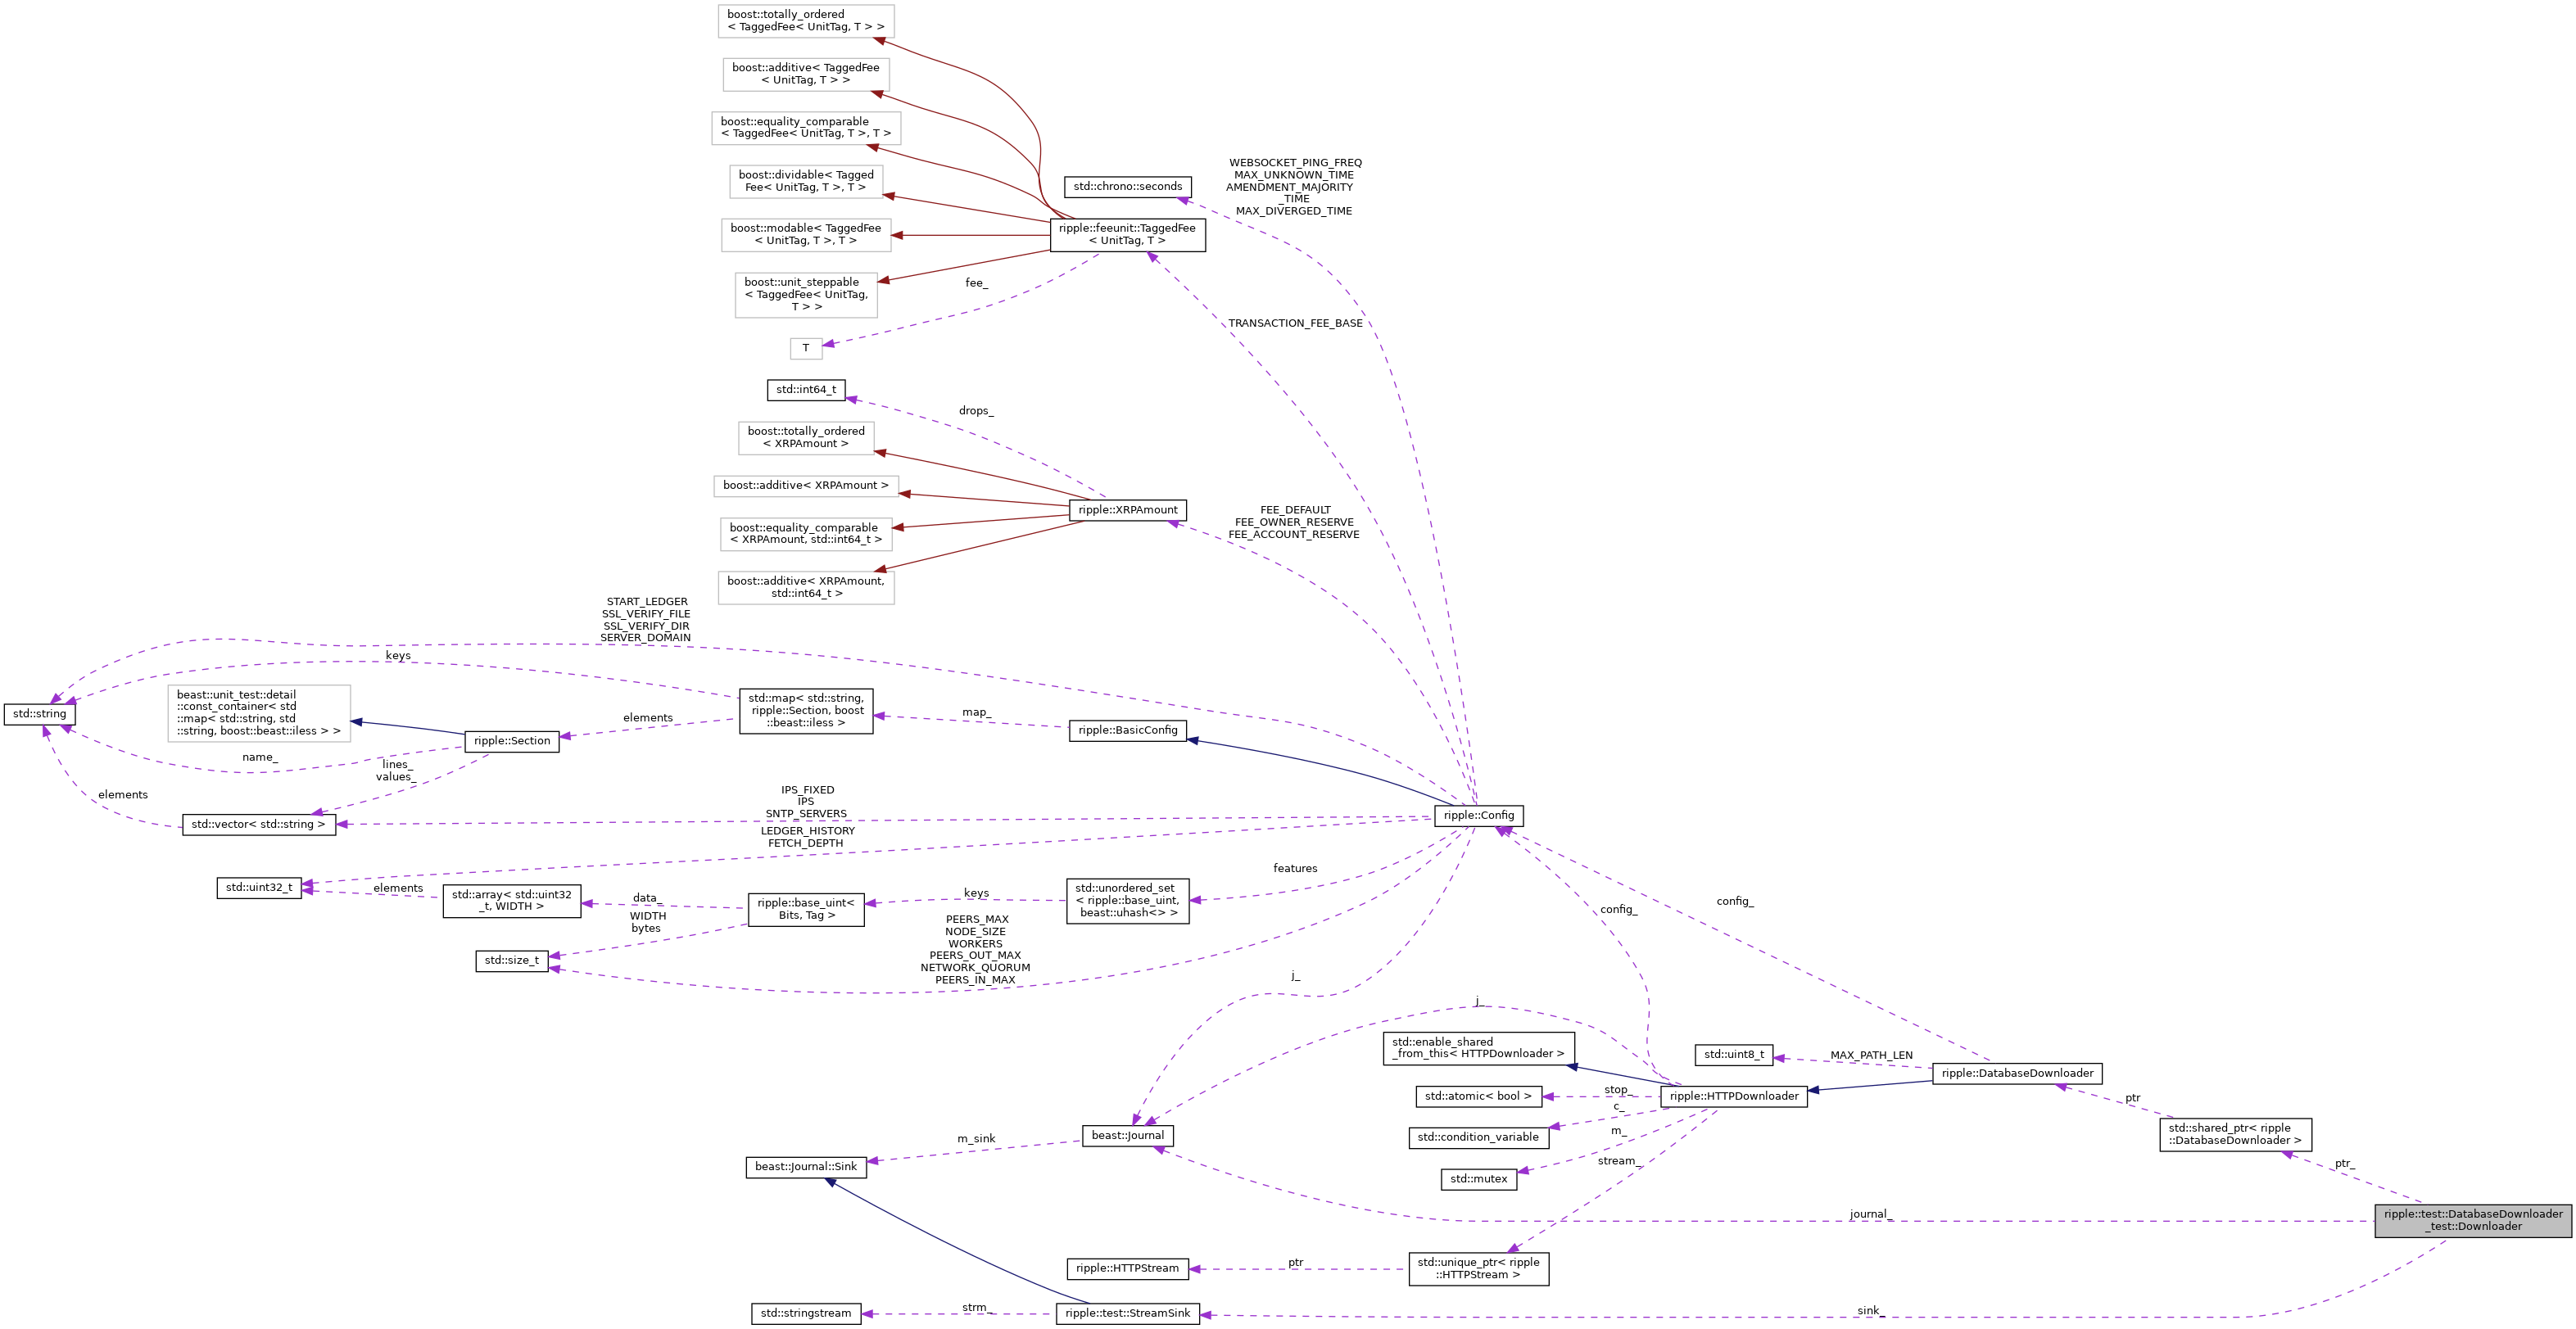 boost::totally_ordered
< TaggedFee< UnitTag, T > >
boost::additive< TaggedFee
< UnitTag, T > >
boost::equality_comparable
< TaggedFee< UnitTag, T >, T >
boost::dividable< Tagged
Fee< UnitTag, T >, T >
boost::modable< TaggedFee
< UnitTag, T >, T >
boost::unit_steppable
< TaggedFee< UnitTag,
T > >
T
fee_
ripple::feeunit::TaggedFee
< UnitTag, T >
std::chrono::seconds
WEBSOCKET_PING_FREQ
MAX_UNKNOWN_TIME
AMENDMENT_MAJORITY
_TIME
MAX_DIVERGED_TIME
TRANSACTION_FEE_BASE
std::int64_t
drops_
boost::totally_ordered
< XRPAmount >
boost::additive< XRPAmount >
boost::equality_comparable
< XRPAmount, std::int64_t >
boost::additive< XRPAmount,
std::int64_t >
ripple::XRPAmount
FEE_DEFAULT
FEE_OWNER_RESERVE
FEE_ACCOUNT_RESERVE
START_LEDGER
SSL_VERIFY_FILE
SSL_VERIFY_DIR
SERVER_DOMAIN
keys
std::string
beast::unit_test::detail
::const_container< std
::map< std::string, std
::string, boost::beast::iless > >
ripple::Section
elements
std::map< std::string,
ripple::Section, boost
::beast::iless >
map_
ripple::BasicConfig
name_
lines_
values_
elements
std::vector< std::string >
IPS_FIXED
IPS
SNTP_SERVERS
ripple::Config
LEDGER_HISTORY
FETCH_DEPTH
std::uint32_t
elements
std::array< std::uint32
_t, WIDTH >
data_
WIDTH
bytes
ripple::base_uint<
Bits, Tag >
keys
std::unordered_set
< ripple::base_uint,
beast::uhash<> >
features
std::size_t
PEERS_MAX
NODE_SIZE
WORKERS
PEERS_OUT_MAX
NETWORK_QUORUM
PEERS_IN_MAX
j_
j_
config_
config_
std::enable_shared
_from_this< HTTPDownloader >
std::uint8_t
MAX_PATH_LEN
ripple::DatabaseDownloader
std::atomic< bool >
stop_
ripple::HTTPDownloader
c_
std::condition_variable
m_
std::mutex
stream_
ptr
std::shared_ptr< ripple
::DatabaseDownloader >
ptr_
beast::Journal
m_sink
beast::Journal::Sink
journal_
ripple::test::DatabaseDownloader
_test::Downloader
ripple::HTTPStream
ptr
std::unique_ptr< ripple
::HTTPStream >
std::stringstream
strm_
ripple::test::StreamSink
sink_